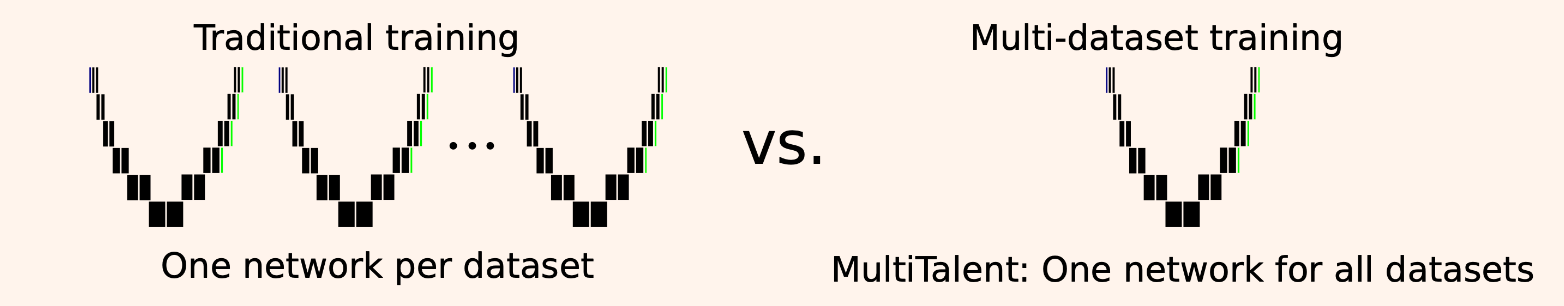 Traditional training
Multi-dataset training
...
vs.
One network per dataset
MultiTalent: One network for all datasets